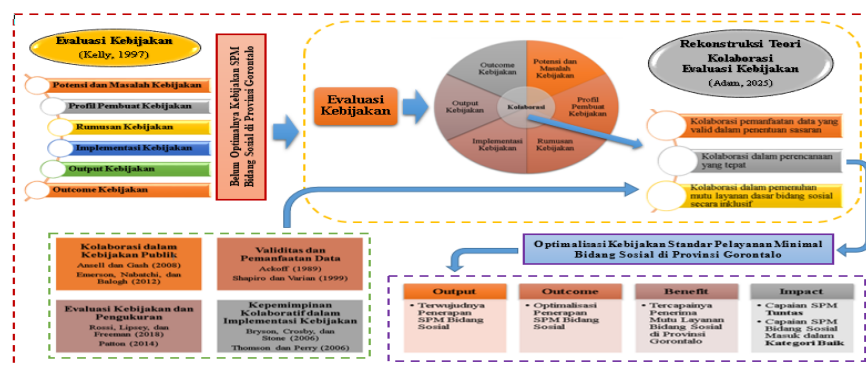 Evaluasi Kebijakan
(Kelly, 1997)
Potensi dan Masalah Kebijakan
Profil Pembuat Kebijakan
Rumusan Kebijakan
Implementasi Kebijakan
Output Kebijakan
Outcome Kebijakan
Belum Optimalnya Kebijakan SPM
Bidang Sosial di Provinsi Gorontalo
Evaluasi
Kebijakan
Outcome
Kebijakan
Potensi dan
Masalah
Kebijakan
Output
Kebijakan
Kolaborasi
Profil
Pembuat
Kebijakan
Implementasi
Kebijakan
Rumusan
Kebijakan
Rekonstruksi Teori
Kolaborasi
Evaluasi Kebijakan
(Adam, 2025)
Kolaborasi pemanfaatan data yang
valid dalam penentuan sasaran
Kolaborasi dalam perencanaan
yang tepat
Kolaborasi dalam pemenuhan
mutu layanan dasar bidang sosial
secara inklusif
Kolaborasi dalam
Kebijakan Publik
Ansell dan Gash (2008)
Emerson, Nabatchi, dan
Balogh (2012)
Validitas dan
Pemanfaatan Data
Ackoff (1989)
Shapiro dan Varian (1999)
Evaluasi Kebijakan dan
Pengukuran
Rossi, Lipsey, dan
Freeman (2018)
Patton (2014)
Kepemimpinan
Kolaboratif dalam
Implementasi Kebijakan
Bryson, Crosby, dan
Stone (2006)
Thomson dan Perry (2006)
Optimalisasi Kebijakan Standar Pelayanan Minimal
Bidang Sosial di Provinsi Gorontalo
Output
• Terwujudnya
Penerapan
SPM Bidang
Sosial
Outcome
• Optimalisasi
Penerapan
SPM Bidang
Sosial
Benefit
• Tercapainya
Penerima
Mutu Layanan
Bidang Sosial
di Provinsi
Gorontalo
Impact
• Capaian SPM
Tuntas
• Capaian SPM
Bidang Sosial
Masuk dalam
Kategori Baik